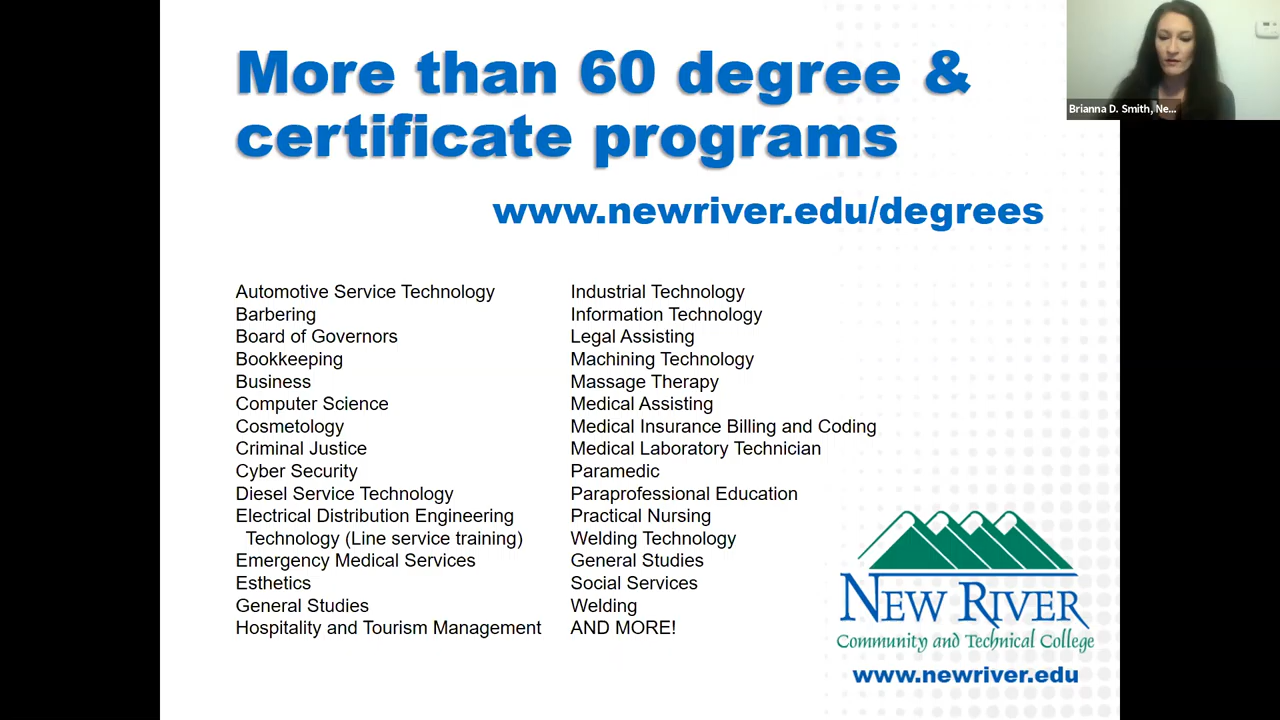 More than 60 degree &
certificate programs
www.newriver.edu/degrees
Automotive Service Technology
Barbering
Board of Governors
Bookkeeping
Business
Computer Science
Cosmetology
Criminal Justice
Cyber Security
Diesel Service Technology
Electrical Distribution Engineering
Technology (Line service training)
Emergency Medical Services
Esthetics
General Studies
Hospitality and Tourism Management
Industrial Technology
Information Technology
Legal Assisting
Machining Technology
Massage Therapy
Medical Assisting
Medical Insurance Billing and Coding
Medical Laboratory Technician
Paramedic
Paraprofessional Education
Practical Nursing
Welding Technology
General Studies
Social Services
Welding
AND MORE!
NEW RIVER
Community and Technical College
www.newriver.edu
Brianna D. Smith, Ne...